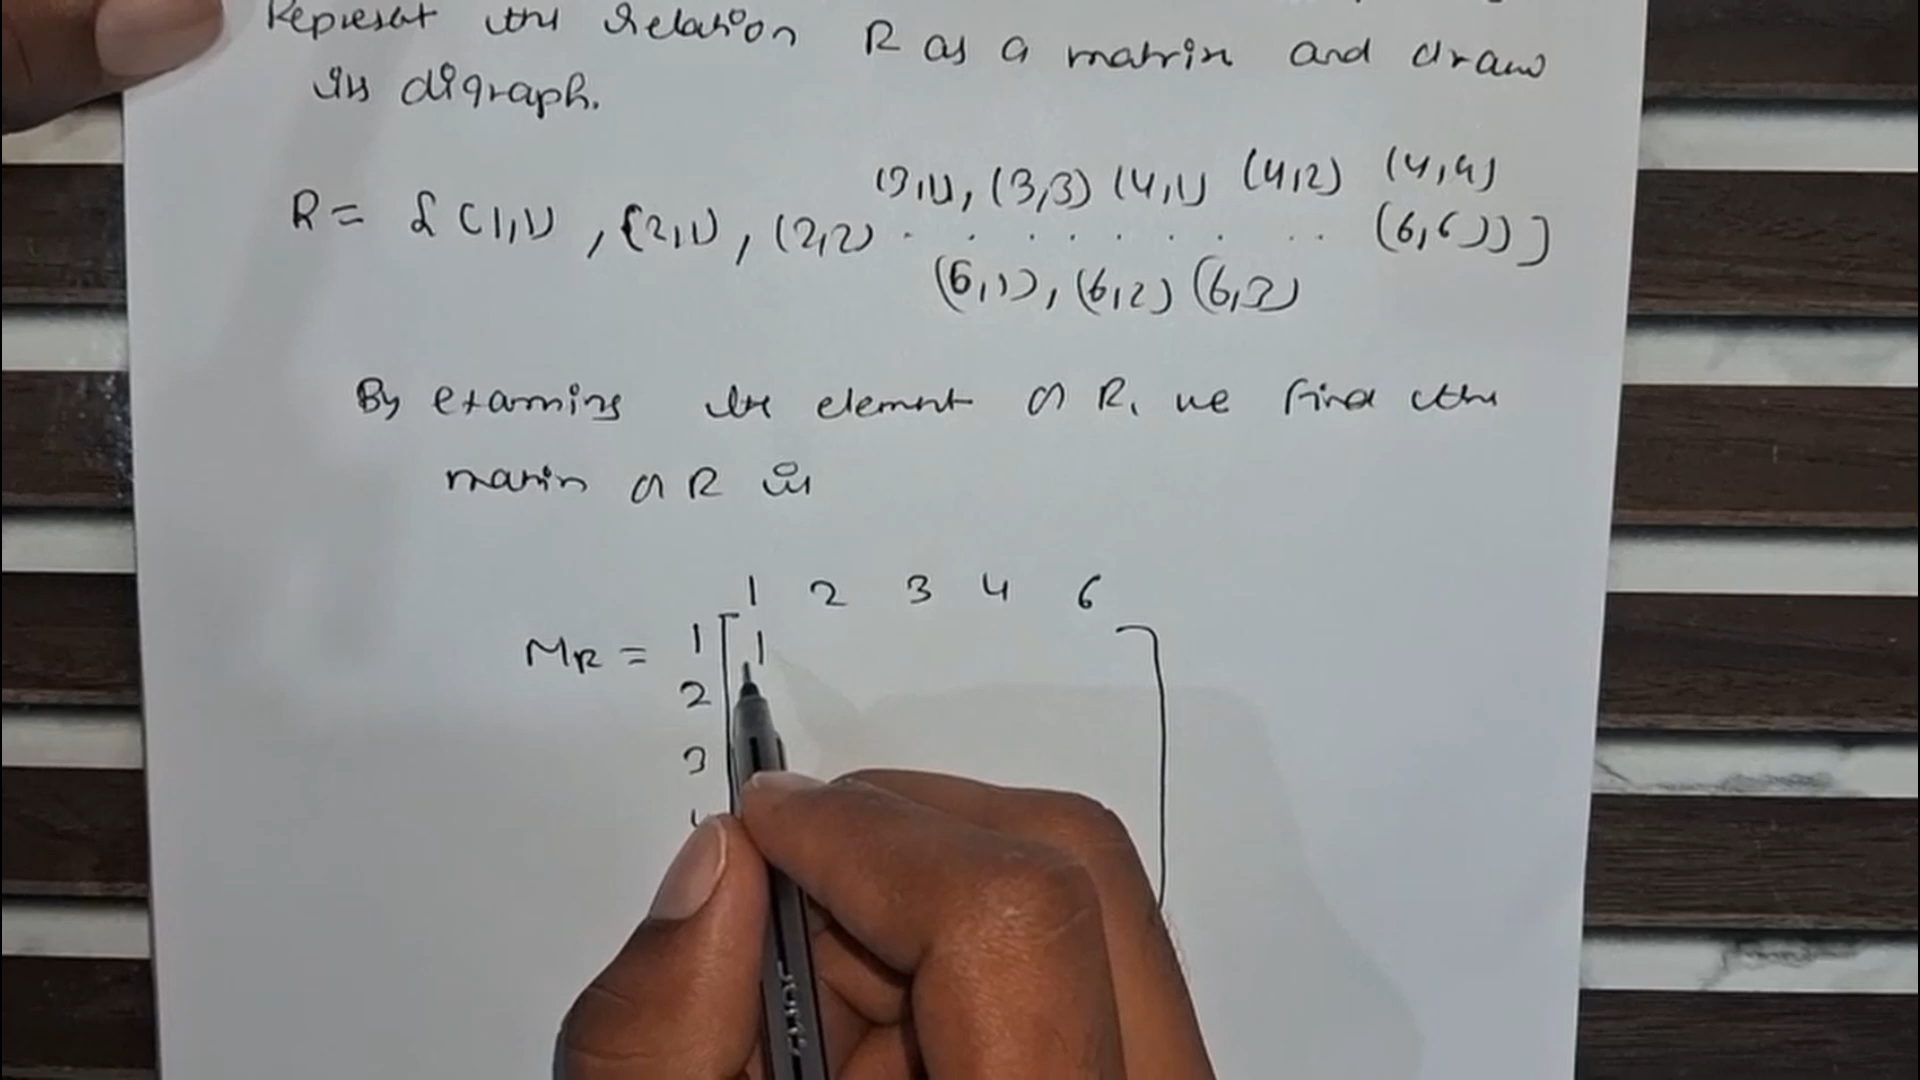 Represent the relation R as a matrix and draw
its digraph.
(3,1), (3,3) (4,1) (4,2) (4,4)
R = { (1,1) , (2,1) , (2,2) . . . . . . . . . (6,6) }
(6,1), (6,2) (6,3)
By examing the element of R, we find the
matrix of R is
1 2 3 4 6
MR = 1 [ 1 ]
2
3
4